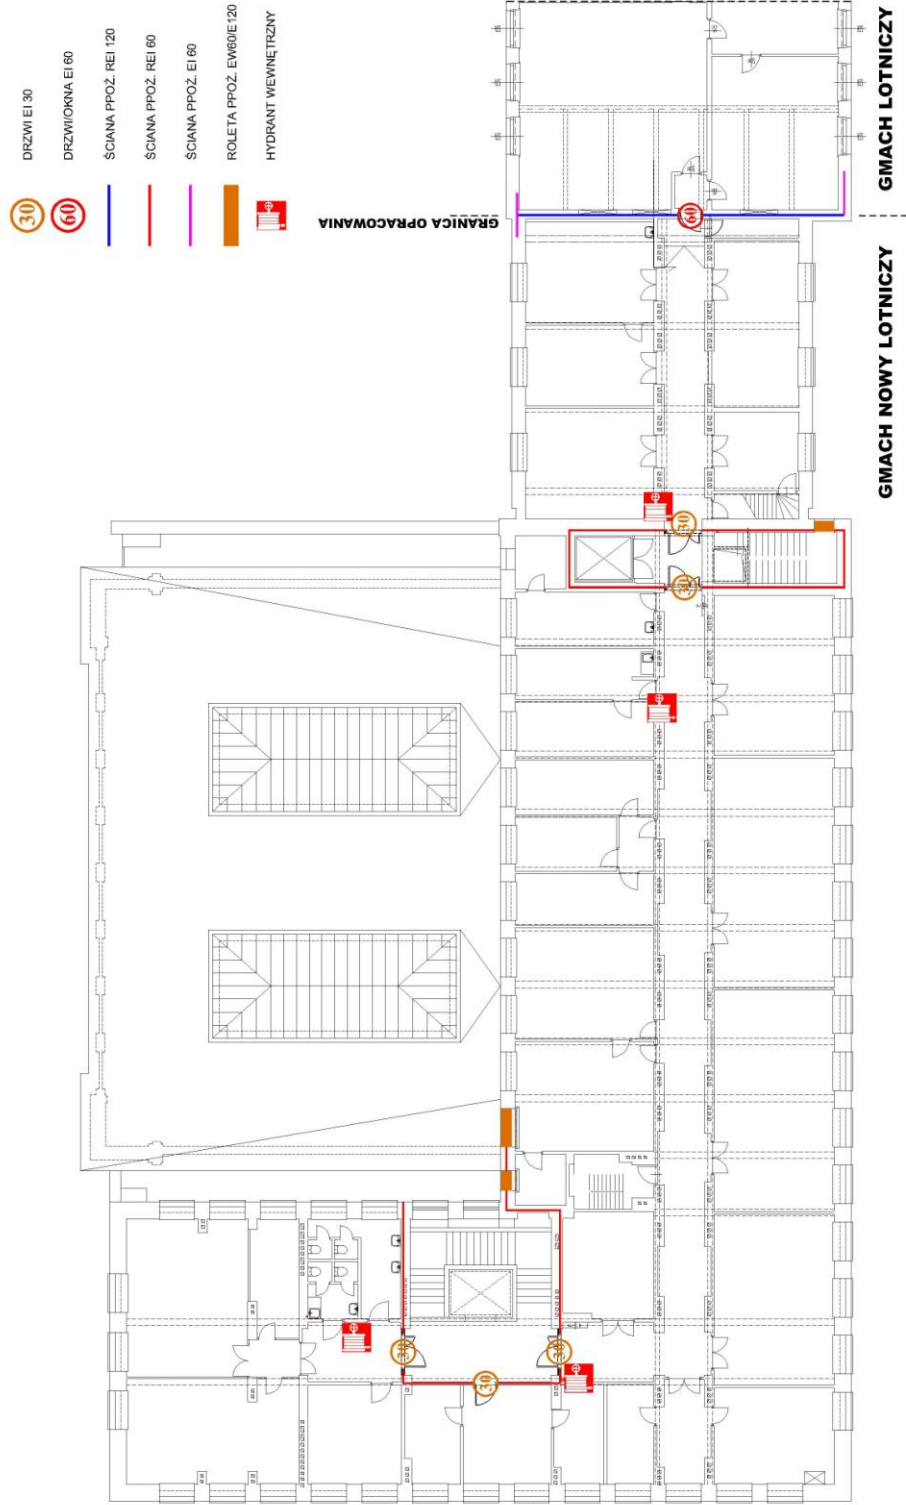 30 DRZWI EI 30
60 DRZWI/OKNA EI 60
ŚCIANA PPOŻ. REI 120
ŚCIANA PPOŻ. REI 60
ŚCIANA PPOŻ. EI 60
ROLETA PPOŻ. EW60/E120
HYDRANT WEWNĘTRZNY
GRANICA OPRACOWANIA
GMACH LOTNICZY
GMACH NOWY LOTNICZY
60
30
30
30
30
30